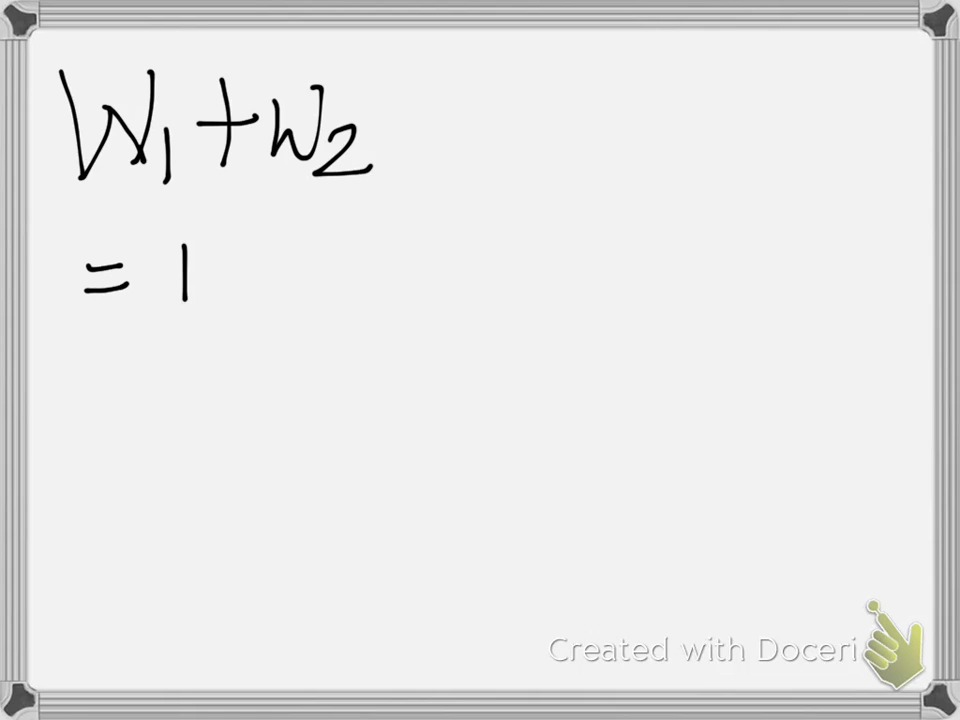 W₁+W₂
= 1
Created with Doceri